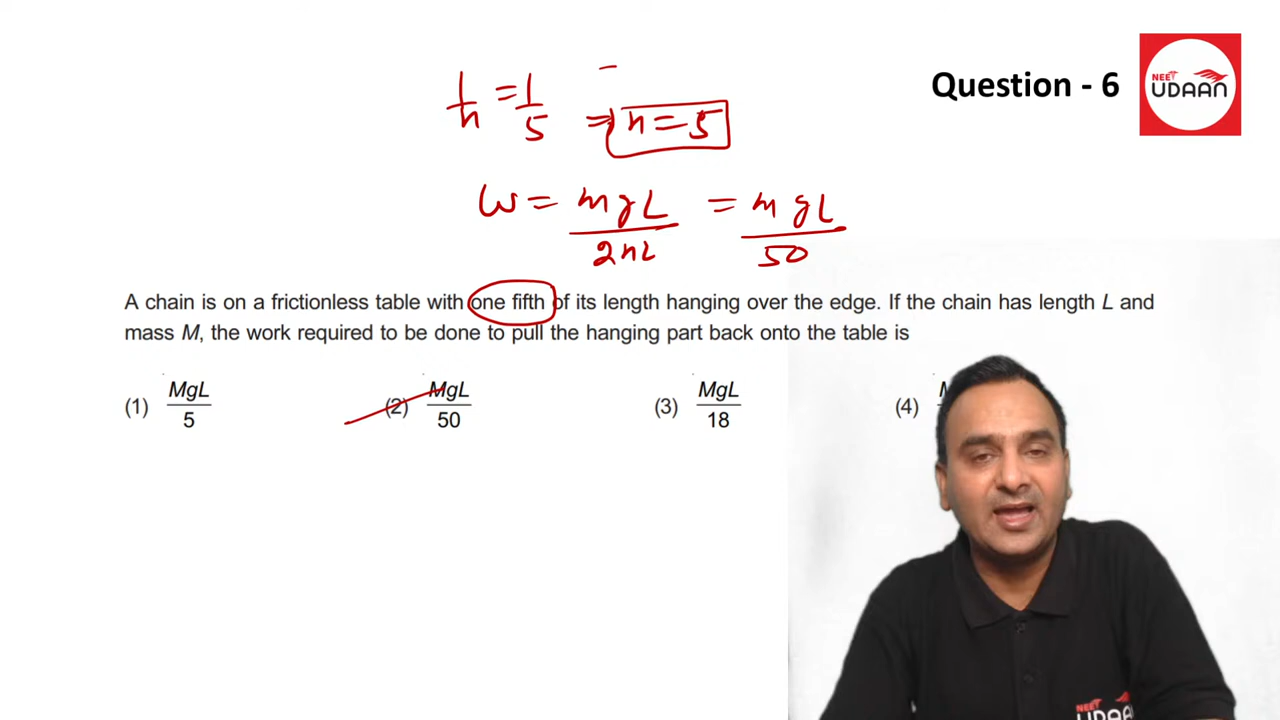 1/n = 1/5 ⇒ n = 5
Question - 6
NEET
UDAAN
W = mgL/2n² = mgL/50
A chain is on a frictionless table with one fifth of its length hanging over the edge. If the chain has length L and
mass M, the work required to be done to pull the hanging part back onto the table is
(1) MgL/5 (2) MgL/50 (3) MgL/18 (4)
NEET
UDAAN